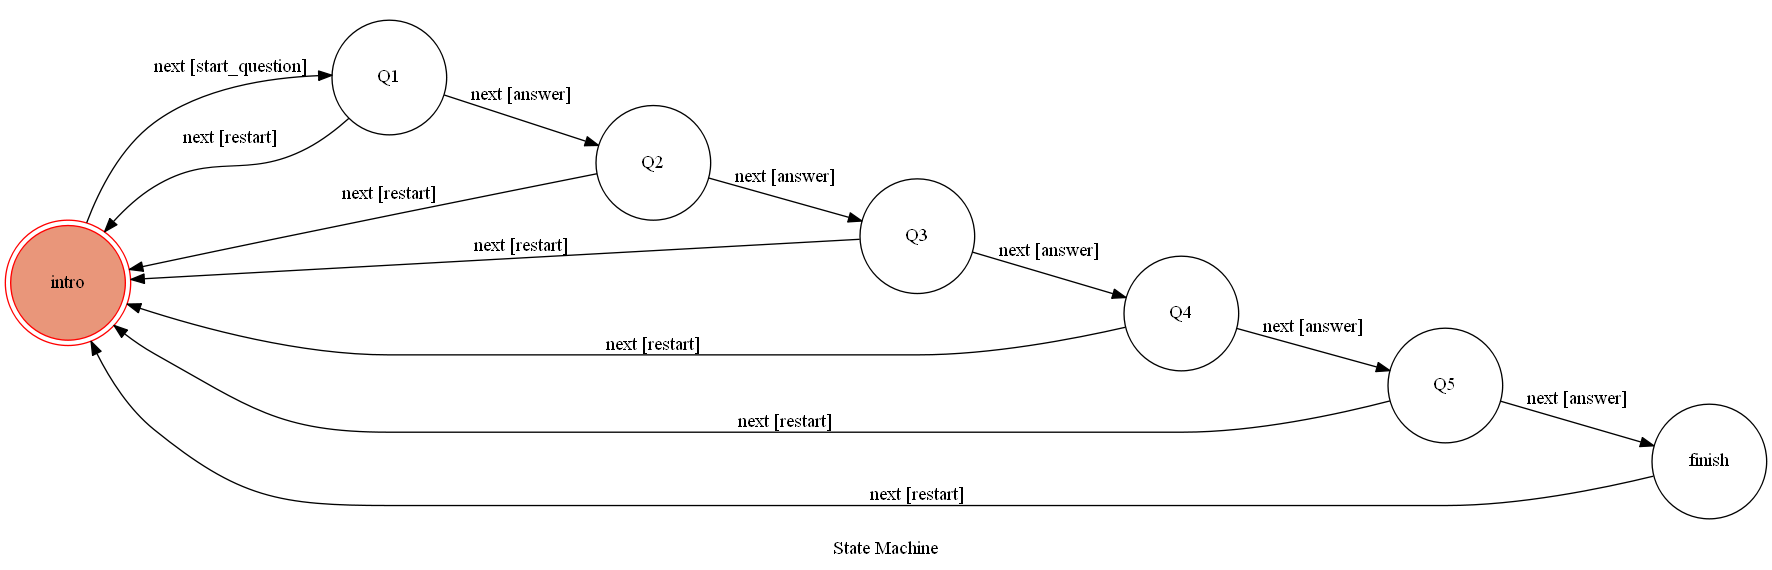 next [start_question]
Q1
next [answer]
next [restart]
Q2
next [answer]
next [restart]
Q3
next [restart]
next [answer]
intro
Q4
next [answer]
next [restart]
Q5
next [answer]
next [restart]
finish
next [restart]
State Machine